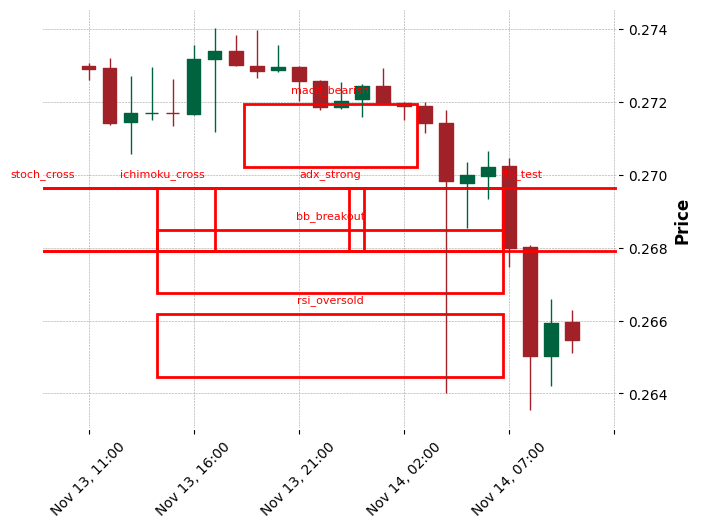 0.274
macd_bearish
0.272
stoch_cross
ichimoku_cross
adx_strong
_test
0.270
Price
bb_breakout
0.268
rsi_oversold
0.266
0.264
Nov 13, 11:00
Nov 13, 16:00
Nov 13, 21:00
Nov 14, 02:00
Nov 14, 07:00